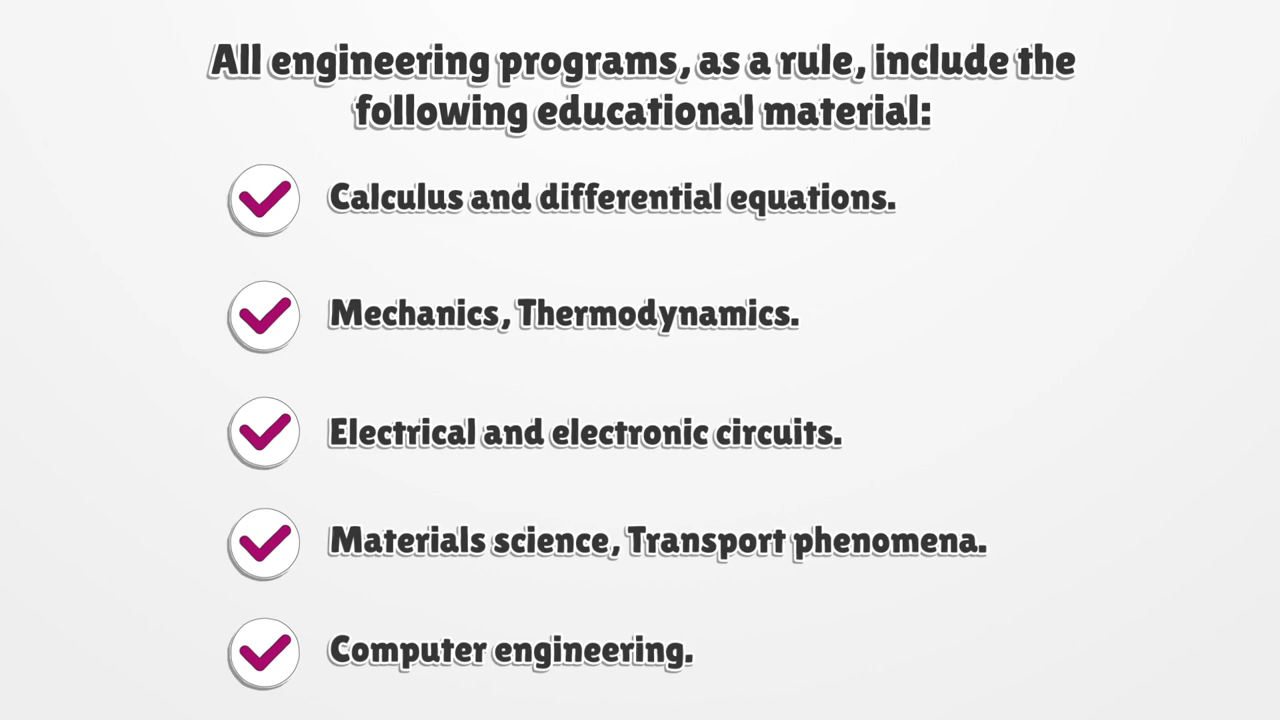 All engineering programs, as a rule, include the
following educational material:
Calculus and differential equations.
Mechanics, Thermodynamics.
Electrical and electronic circuits.
Materials science, Transport phenomena.
Computer engineering.